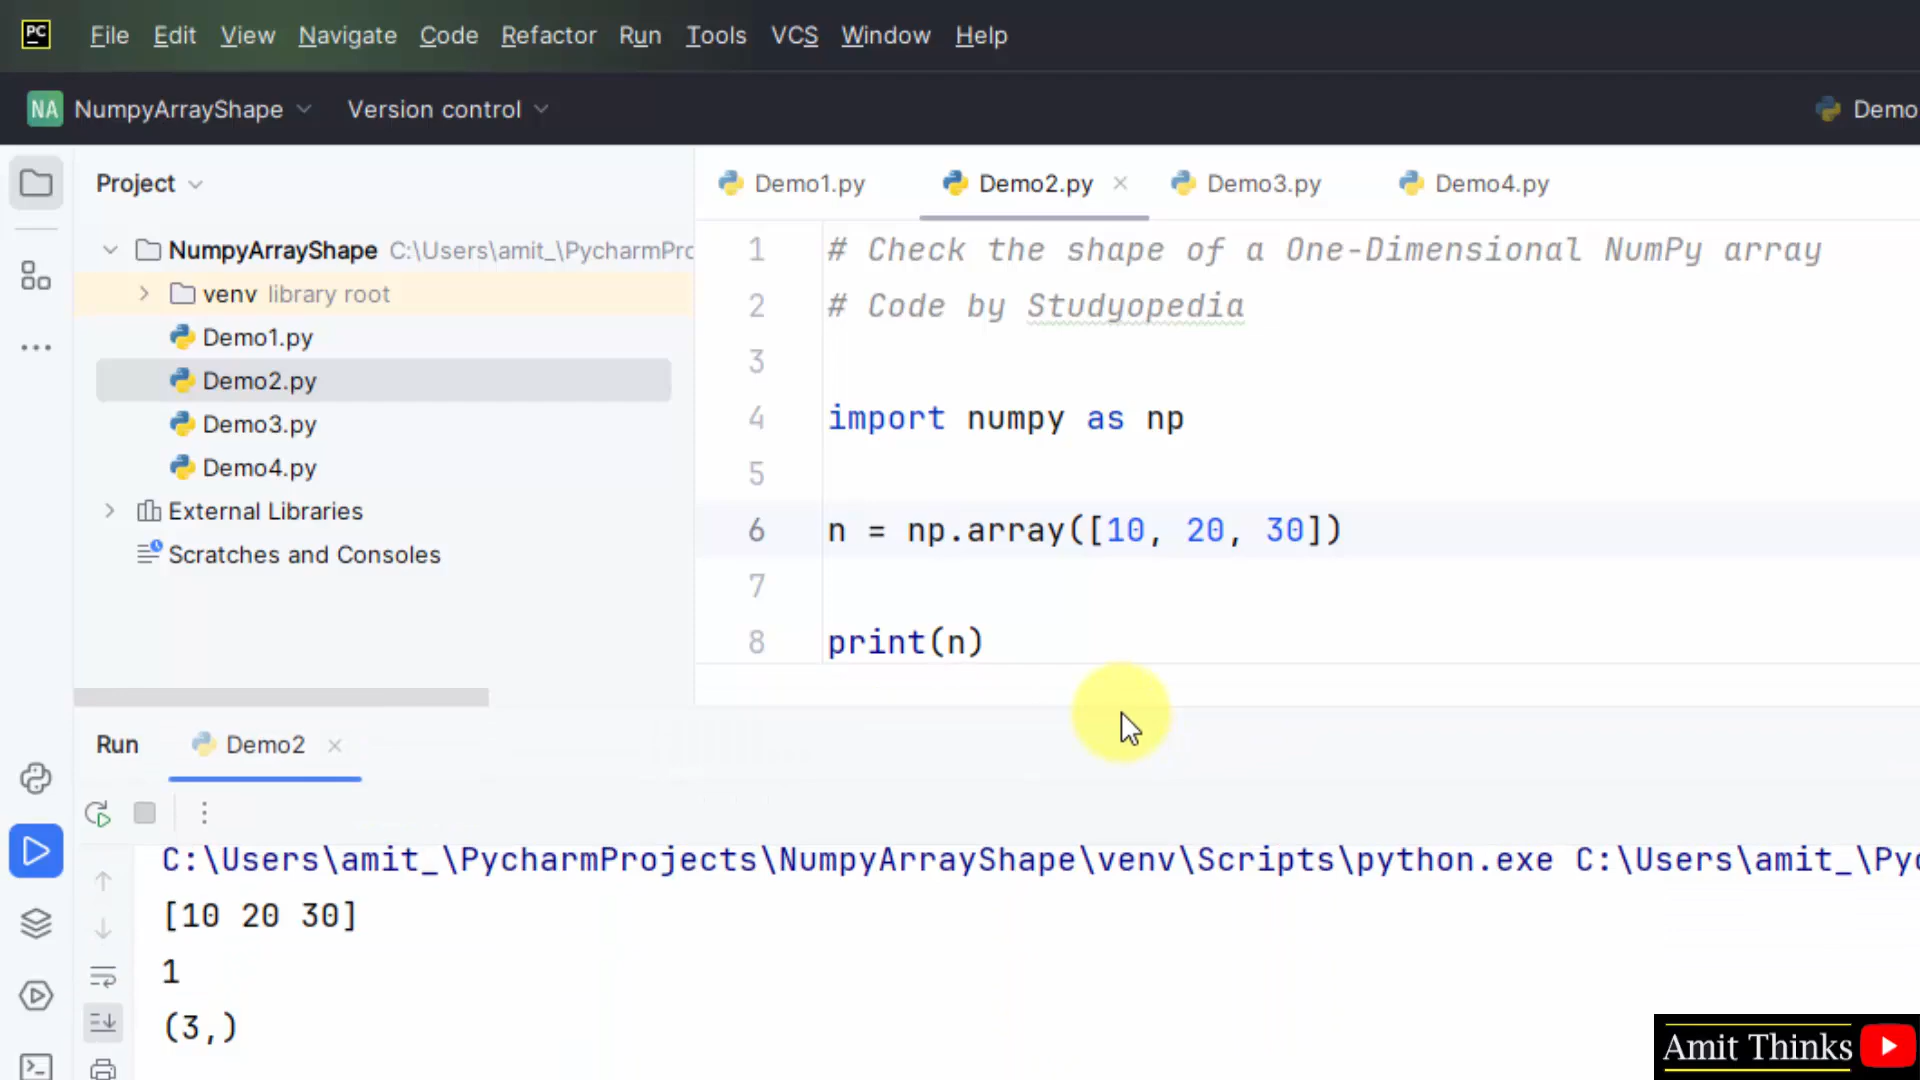 PC File Edit View Navigate Code Refactor Run Tools VCS Window Help
NA NumpyArrayShape Version control Demo
Project
NumpyArrayShape C:\Users\amit_\PycharmPro
venv library root
Demo1.py
Demo2.py
Demo3.py
Demo4.py
External Libraries
Scratches and Consoles
Demo1.py Demo2.py Demo3.py Demo4.py
1 # Check the shape of a One-Dimensional NumPy array
2 # Code by Studyopedia
3
4 import numpy as np
5
6 n = np.array([10, 20, 30])
7
8 print(n)
Run Demo2
C:\Users\amit_\PycharmProjects\NumpyArrayShape\venv\Scripts\python.exe C:\Users\amit_\Pyc
[10 20 30]
1
(3,)
Amit Thinks